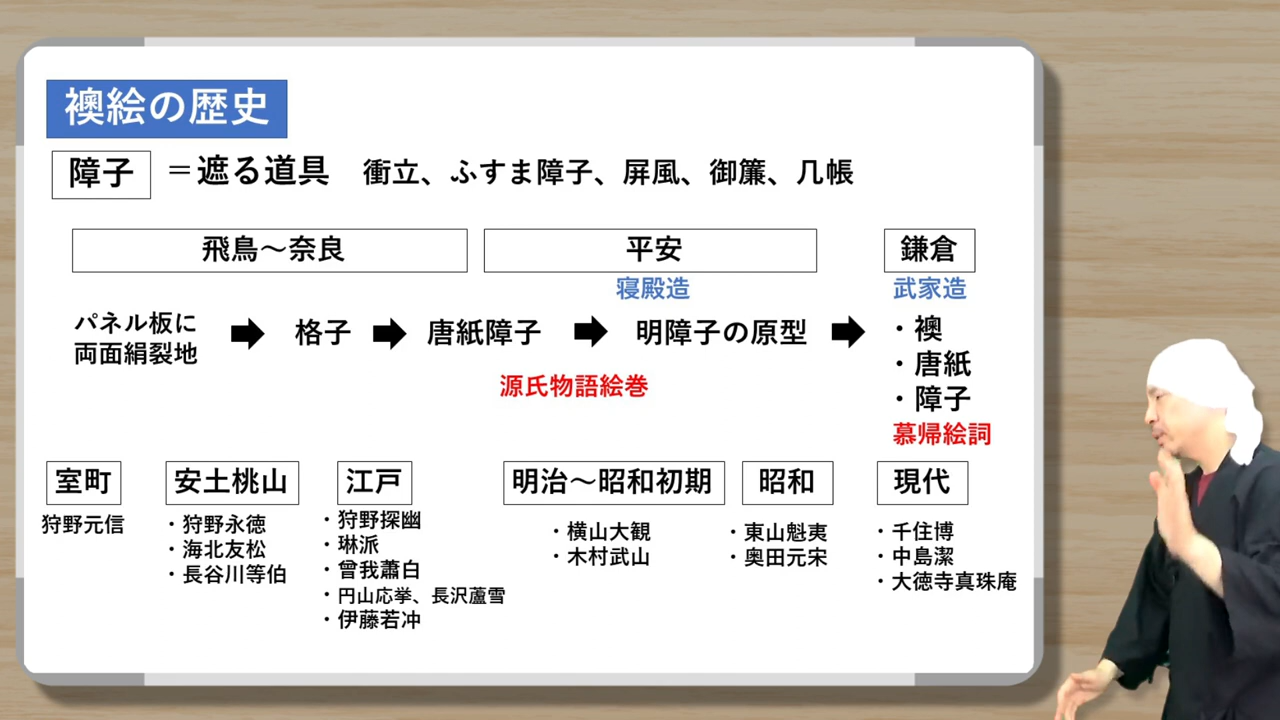 襖絵の歴史
障子 ＝遮る道具 衝立、ふすま障子、屏風、御簾、几帳
飛鳥〜奈良 平安 鎌倉
寝殿造 武家造
パネル板に
両面絹裂地
➡ 格子 ➡ 唐紙障子 ➡ 明障子の原型 ➡
・襖
・唐紙
・障子
源氏物語絵巻
慕帰絵詞
室町
狩野元信
安土桃山
・狩野永徳
・海北友松
・長谷川等伯
江戸
・狩野探幽
・琳派
・曾我蕭白
・円山応挙、長沢蘆雪
・伊藤若冲
明治〜昭和初期
・横山大観
・木村武山
昭和
・東山魁夷
・奥田元宋
現代
・千住博
・中島潔
・大徳寺真珠庵